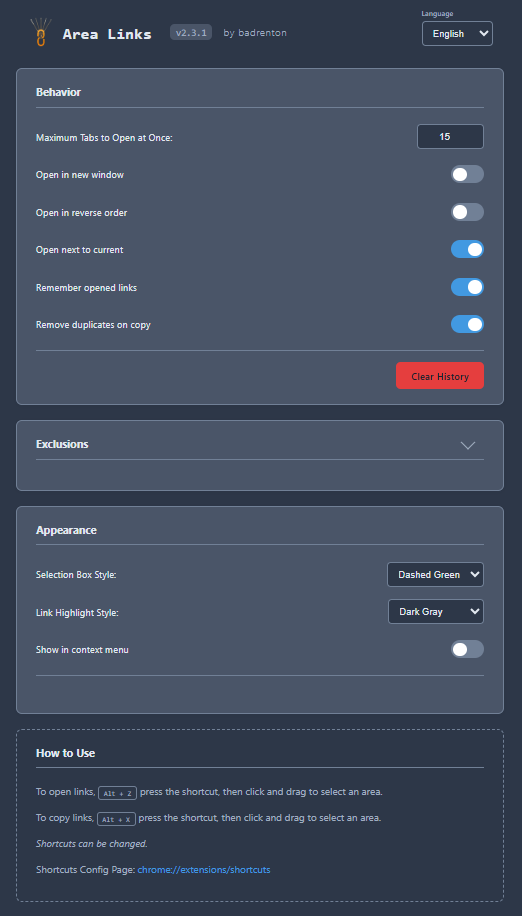 Language
Area Links v2.3.1 by badrenton English
Behavior
Maximum Tabs to Open at Once: 15
Open in new window
Open in reverse order
Open next to current
Remember opened links
Remove duplicates on copy
Clear History
Exclusions
Appearance
Selection Box Style: Dashed Green
Link Highlight Style: Dark Gray
Show in context menu
How to Use
To open links, Alt + Z press the shortcut, then click and drag to select an area.
To copy links, Alt + X press the shortcut, then click and drag to select an area.
Shortcuts can be changed.
Shortcuts Config Page: chrome://extensions/shortcuts